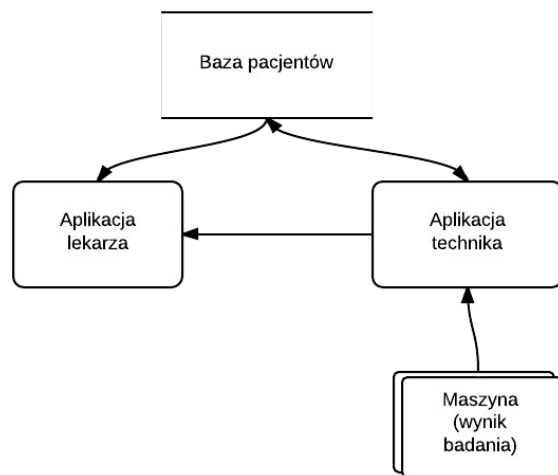 Baza pacjentów
Aplikacja
lekarza
Aplikacja
technika
Maszyna
(wynik
badania)